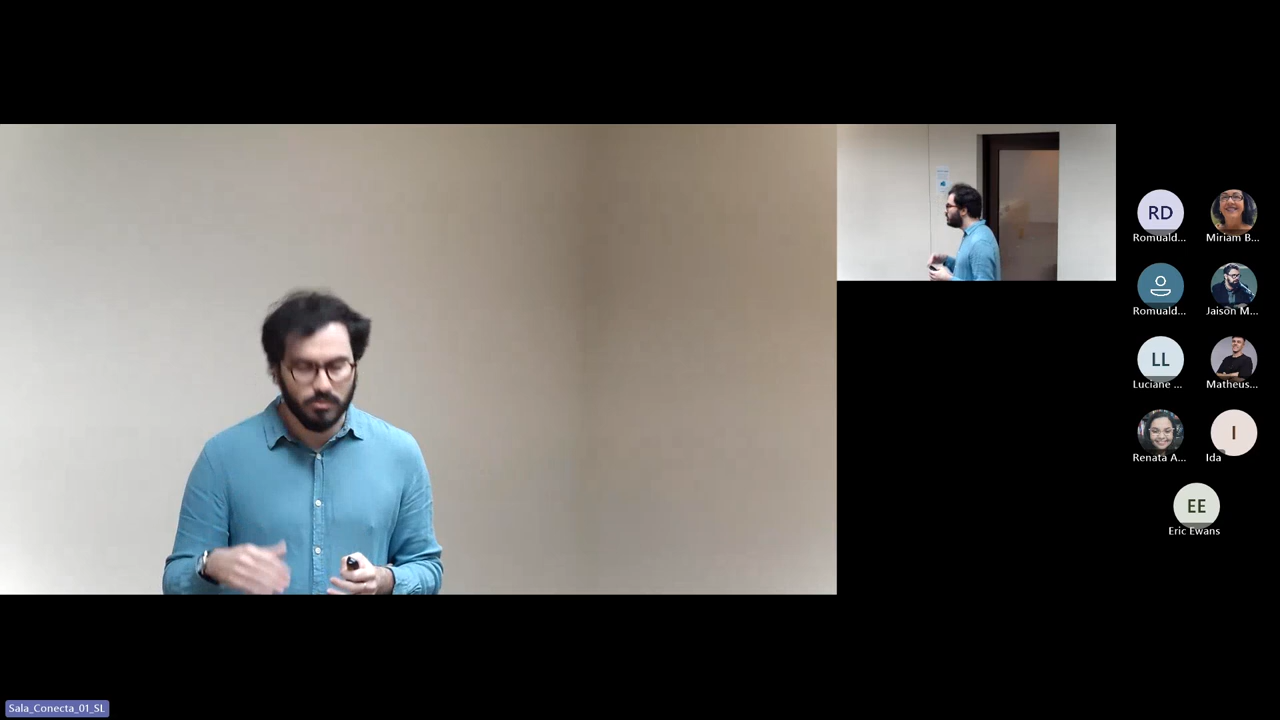 RD
Romuald...
Miriam B...
Romuald...
Jaison M...
LL
Luciane ...
Matheus...
Renata A...
I
Ida
EE
Eric Ewans
Sala_Conecta_01_SL